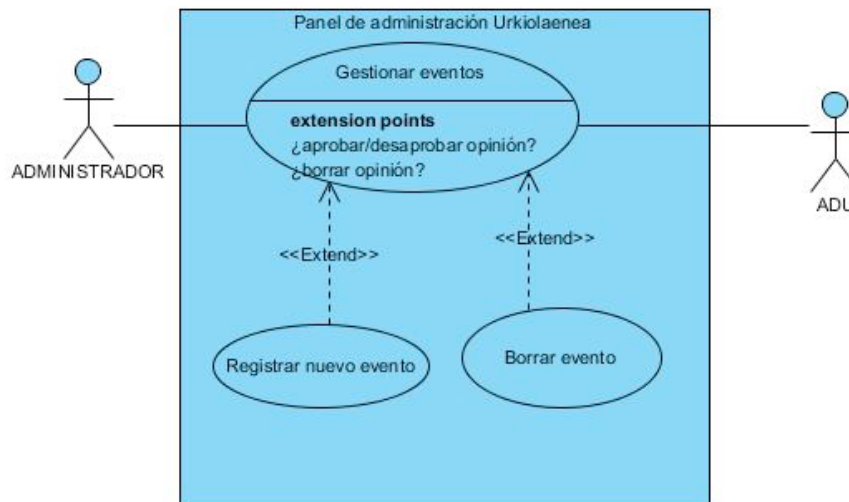 Panel de administración Urkiolaenea
Gestionar eventos
extension points
¿aprobar/desaprobar opinión?
¿borrar opinión?
ADMINISTRADOR
ADU
<<Extend>>
<<Extend>>
Registrar nuevo evento
Borrar evento